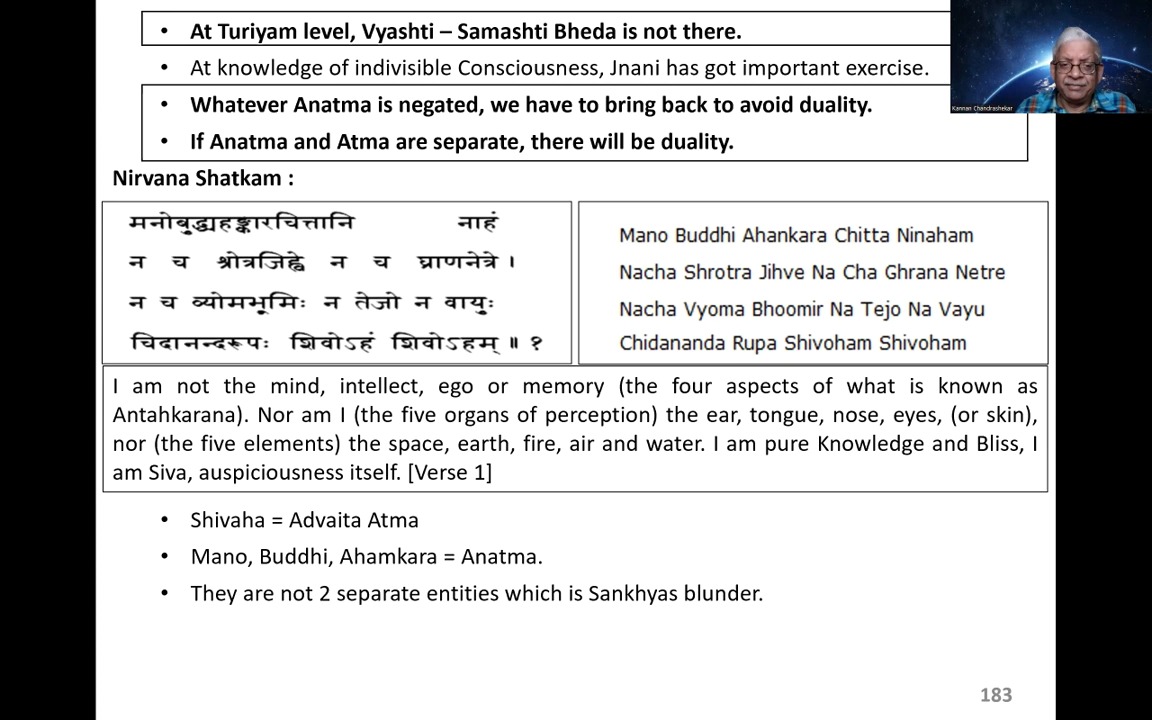 • At Turiyam level, Vyashti – Samashti Bheda is not there.
• At knowledge of indivisible Consciousness, Jnani has got important exercise.
• Whatever Anatma is negated, we have to bring back to avoid duality.
• If Anatma and Atma are separate, there will be duality.
Kannan Chandrashekar
Nirvana Shatkam :
मनोबुद्ध्यहङ्कारचित्तानि नाहं
न च श्रोत्रजिह्वे न च घ्राणनेत्रे ।
न च व्योमभूमिः न तेजो न वायुः
चिदानन्दरूपः शिवोऽहं शिवोऽहम् ॥ १
Mano Buddhi Ahankara Chitta Ninaham
Nacha Shrotra Jihve Na Cha Ghrana Netre
Nacha Vyoma Bhoomir Na Tejo Na Vayu
Chidananda Rupa Shivoham Shivoham
I am not the mind, intellect, ego or memory (the four aspects of what is known as
Antahkarana). Nor am I (the five organs of perception) the ear, tongue, nose, eyes, (or skin),
nor (the five elements) the space, earth, fire, air and water. I am pure Knowledge and Bliss, I
am Siva, auspiciousness itself. [Verse 1]
• Shivaha = Advaita Atma
• Mano, Buddhi, Ahamkara = Anatma.
• They are not 2 separate entities which is Sankhyas blunder.
183